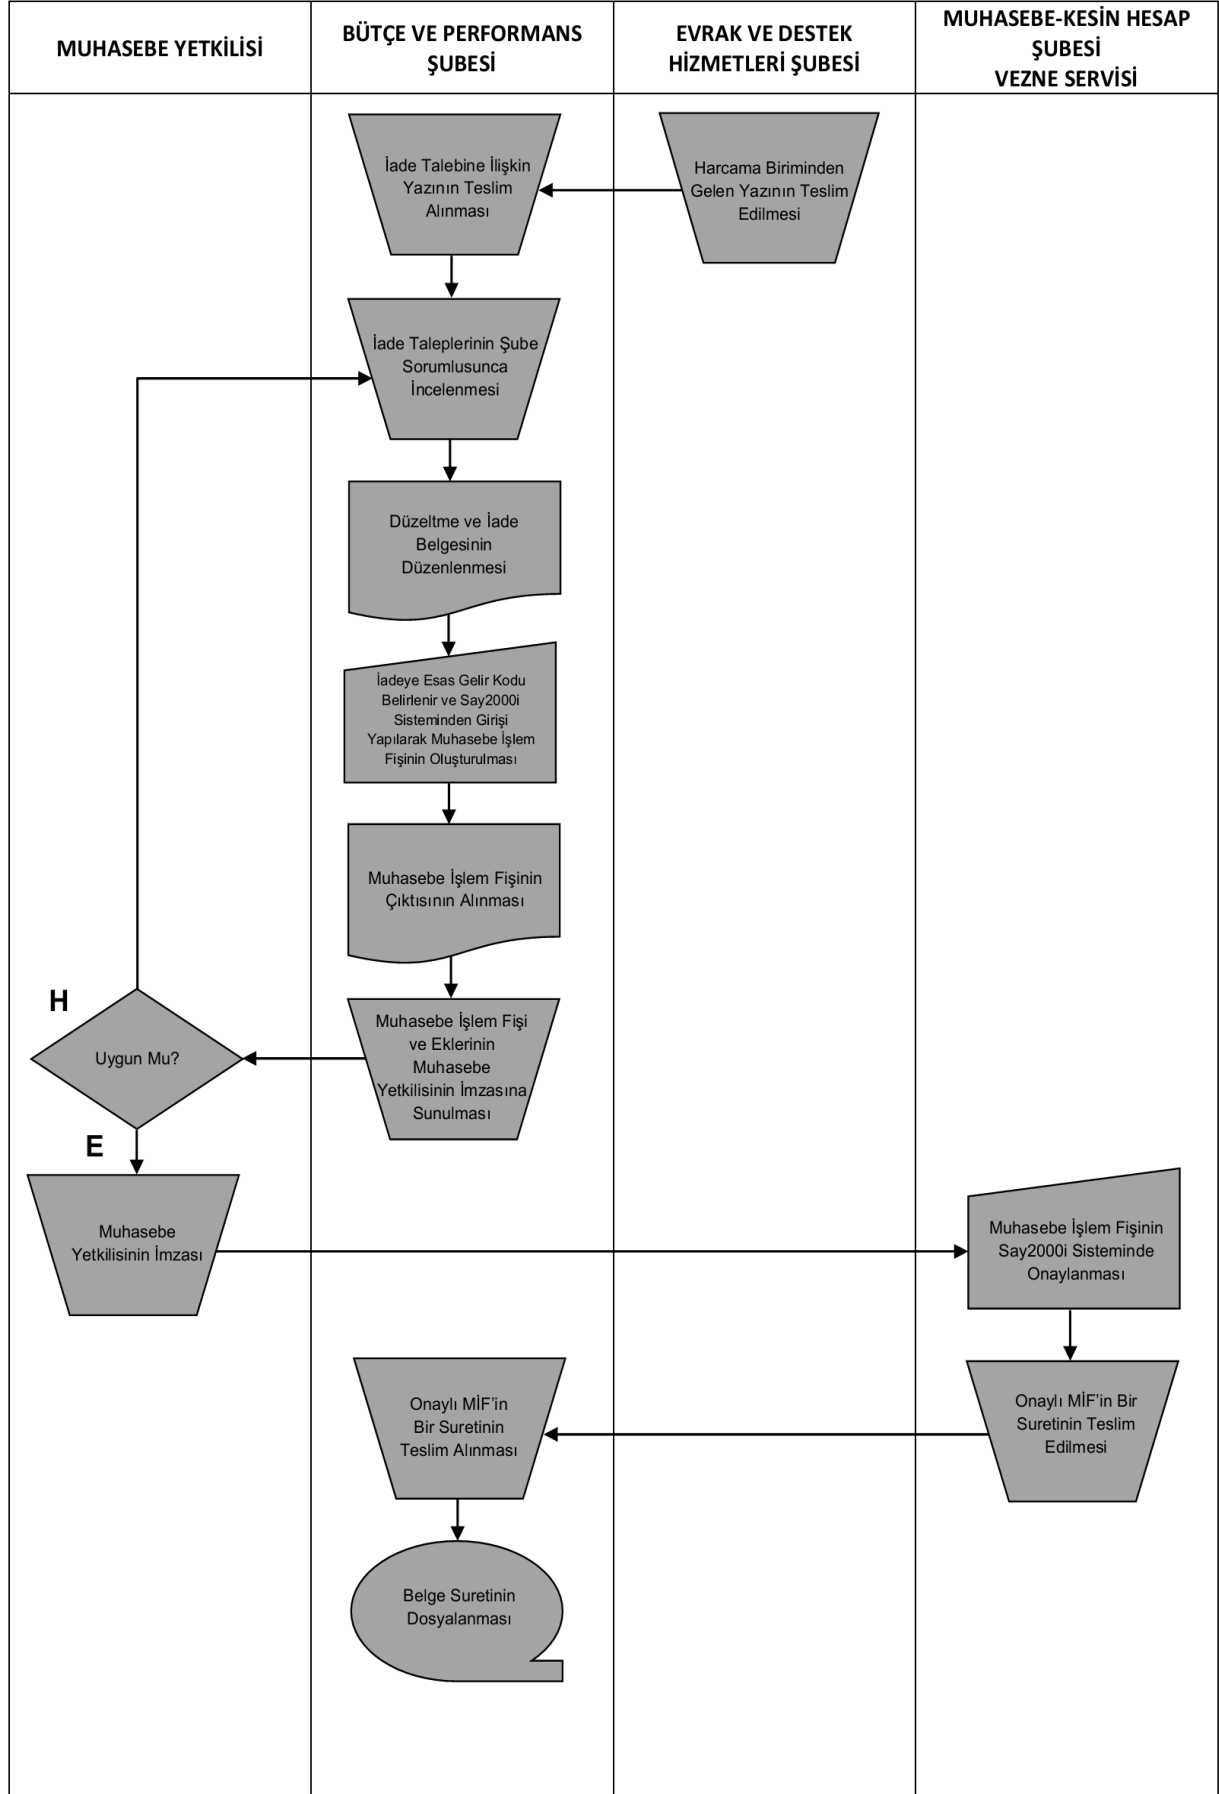 MUHASEBE YETKİLİSİ
BÜTÇE VE PERFORMANS
ŞUBESİ
EVRAK VE DESTEK
HİZMETLERİ ŞUBESİ
MUHASEBE-KESİN HESAP
ŞUBESİ
VEZNE SERVİSİ
İade Talebine İlişkin
Yazının Teslim
Alınması
Harcama Biriminden
Gelen Yazının Teslim
Edilmesi
İade Taleplerinin Şube
Sorumlusunca
İncelenmesi
Düzeltme ve İade
Belgesinin
Düzenlenmesi
İadeye Esas Gelir Kodu
Belirlenir ve Say2000i
Sisteminden Girişi
Yapılarak Muhasebe İşlem
Fişinin Oluşturulması
Muhasebe İşlem Fişinin
Çıktısının Alınması
H
Uygun Mu?
Muhasebe İşlem Fişi
ve Eklerinin
Muhasebe
Yetkilisinin İmzasına
Sunulması
E
Muhasebe
Yetkilisinin İmzası
Muhasebe İşlem Fişinin
Say2000i Sisteminde
Onaylanması
Onaylı MİF'in Bir
Suretinin Teslim
Edilmesi
Onaylı MİF'in
Bir Suretinin
Teslim Alınması
Belge Suretinin
Dosyalanması